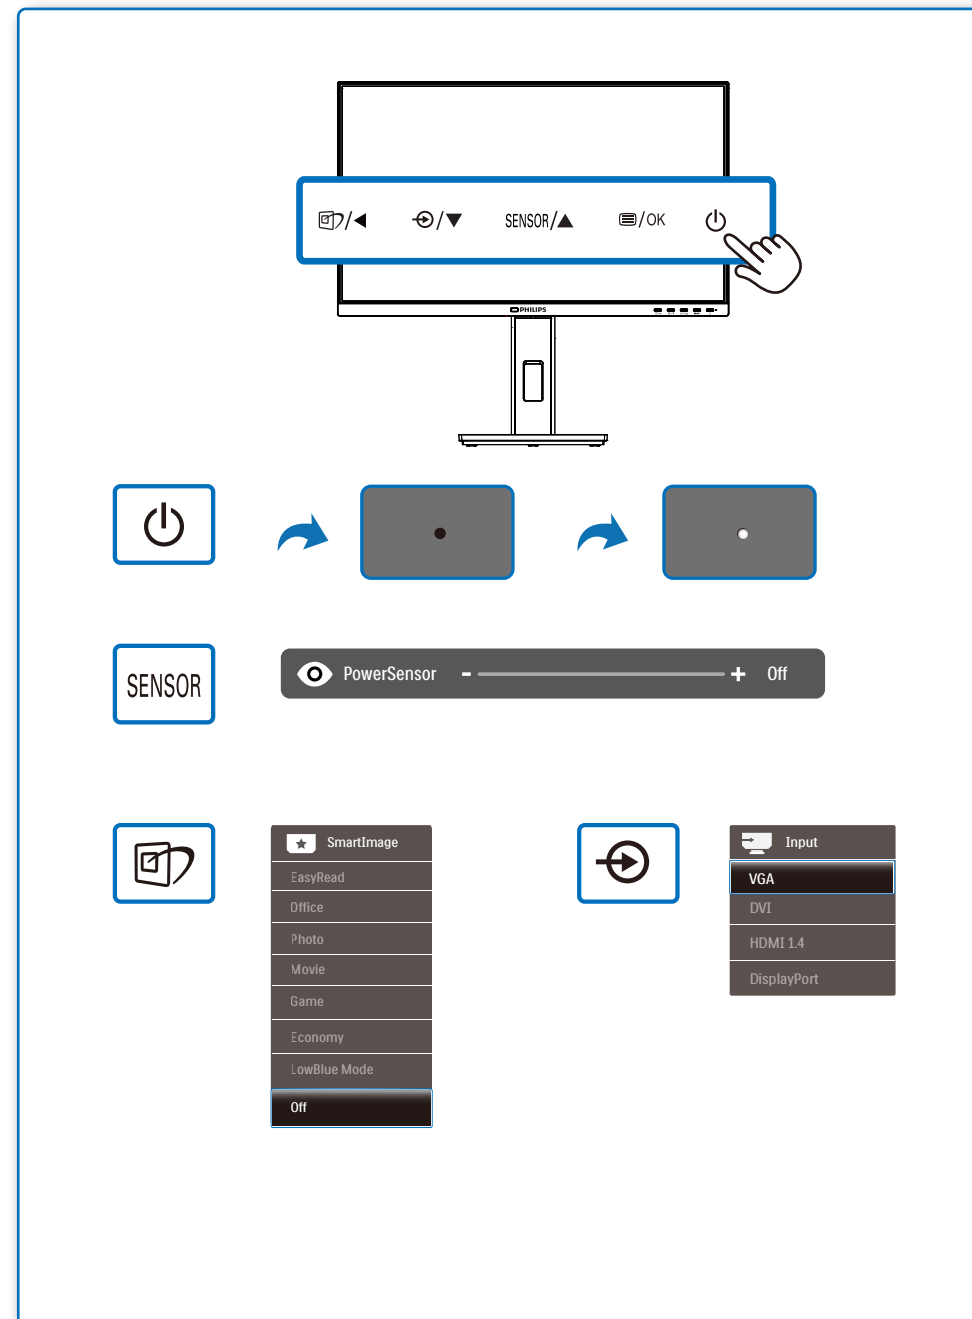 /◀ /▼ SENSOR/▲ /OK
PHILIPS
SENSOR
PowerSensor - + Off
SmartImage
EasyRead
Office
Photo
Movie
Game
Economy
LowBlue Mode
Off
Input
VGA
DVI
HDMI 1.4
DisplayPort